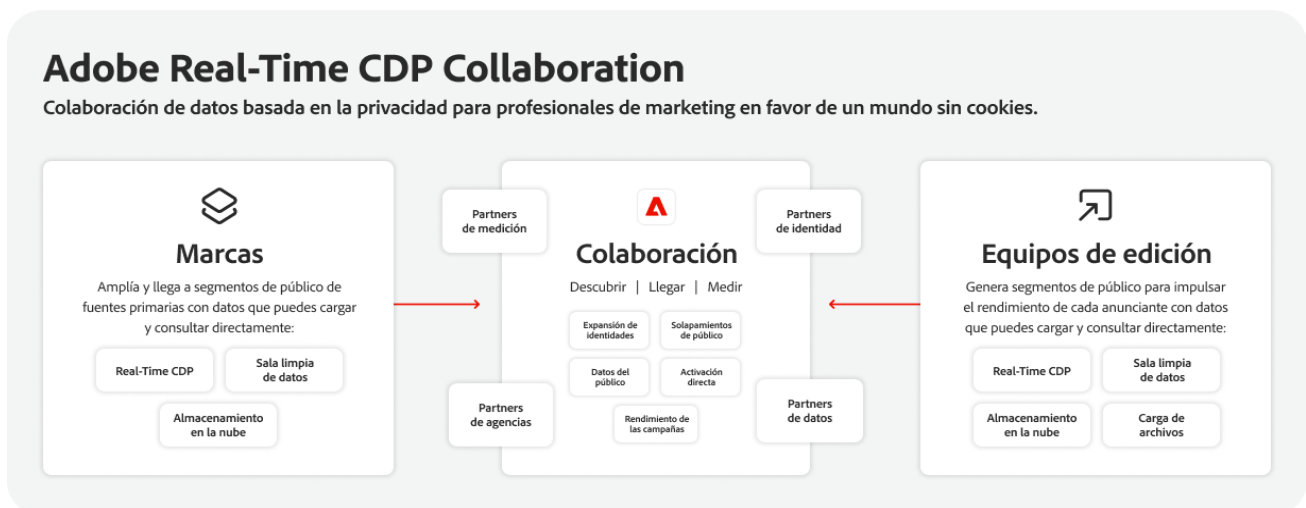 Adobe Real-Time CDP Collaboration
Colaboración de datos basada en la privacidad para profesionales de marketing en favor de un mundo sin cookies.
Marcas
Amplía y llega a segmentos de público de
fuentes primarias con datos que puedes cargar
y consultar directamente:
Real-Time CDP
Sala limpia
de datos
Almacenamiento
en la nube
Partners
de medición
Partners
de agencias
Colaboración
Descubrir | Llegar | Medir
Expansión de
identidades
Solapamientos
de público
Datos del
público
Activación
directa
Rendimiento de
las campañas
Partners
de identidad
Partners
de datos
Equipos de edición
Genera segmentos de público para impulsar
el rendimiento de cada anunciante con datos
que puedes cargar y consultar directamente:
Real-Time CDP
Sala limpia
de datos
Almacenamiento
en la nube
Carga de
archivos